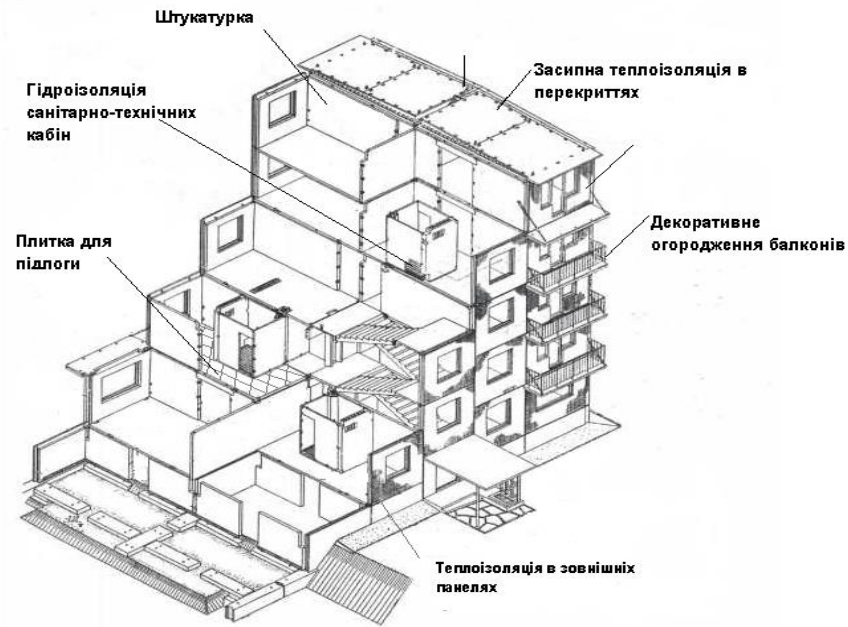 Штукатурка
Засипна теплоізоляція в
перекриттях
Гідроізоляція
санітарно-технічних
кабін
Декоративне
огородження балконів
Плитка для
підлоги
Теплоізоляція в зовнішніх
панелях